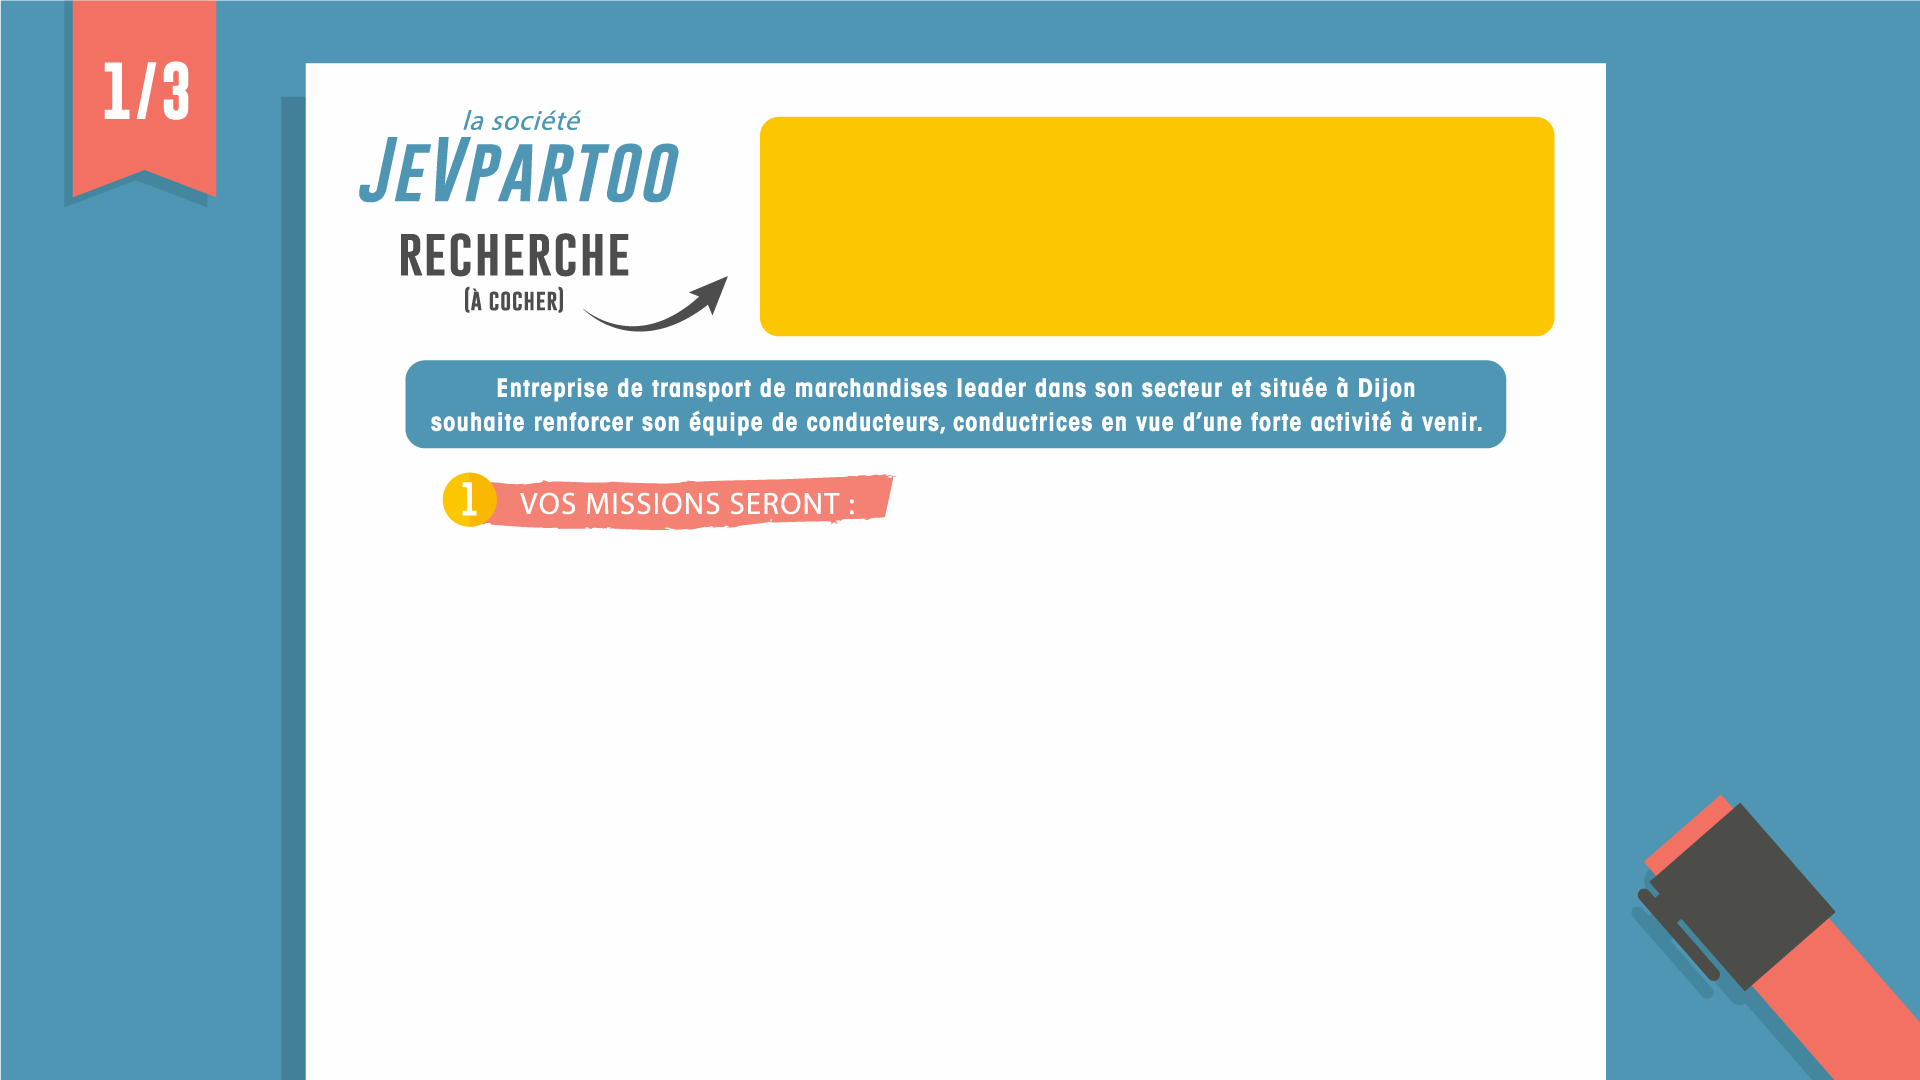 1/3
la société
JEVPARTOO
RECHERCHE
(À COCHER)
Entreprise de transport de marchandises leader dans son secteur et située à Dijon
souhaite renforcer son équipe de conducteurs, conductrices en vue d’une forte activité à venir.
1 VOS MISSIONS SERONT :